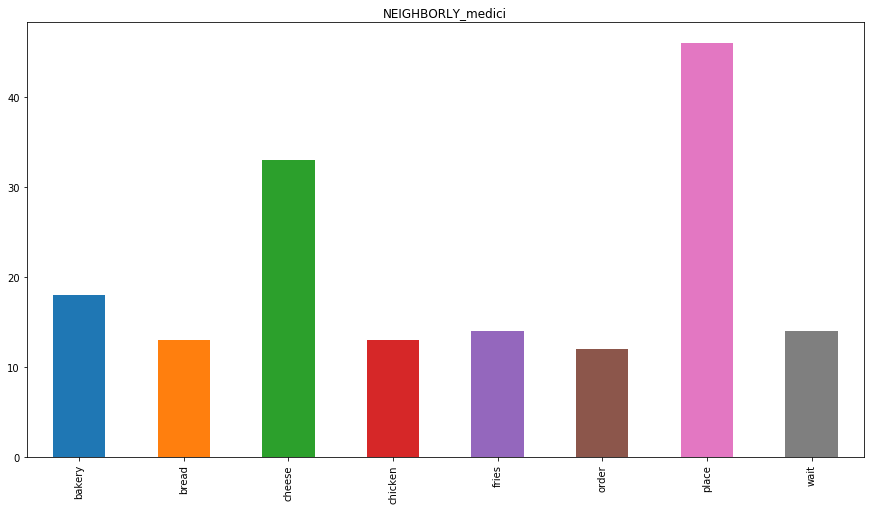 NEIGHBORLY_medici
40
30
20
10
0
bakery
bread
cheese
chicken
fries
order
place
wait